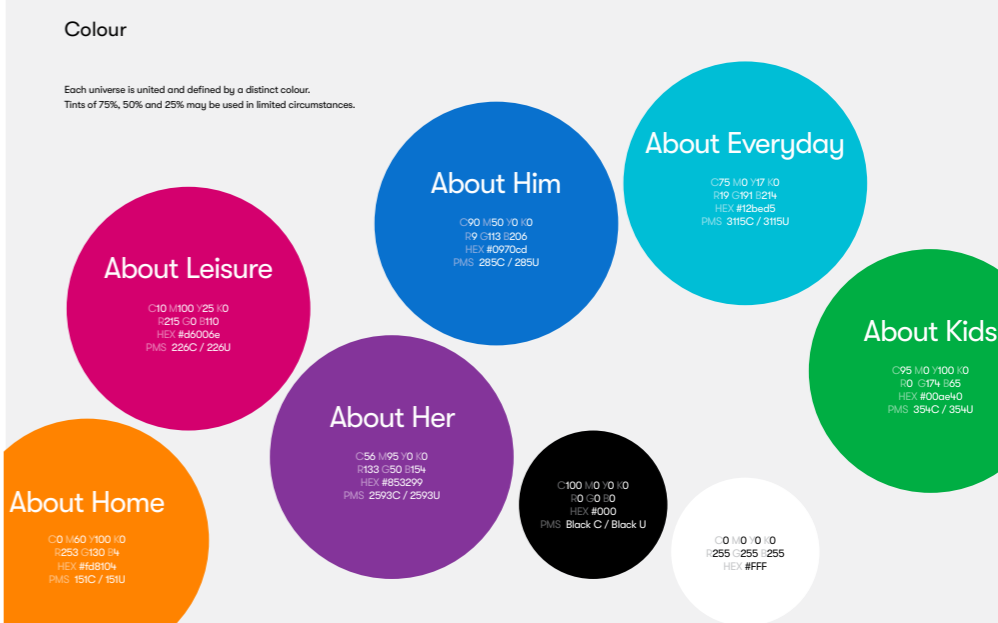 Colour
Each universe is united and defined by a distinct colour.
Tints of 75%, 50% and 25% may be used in limited circumstances.
About Everyday
C75 M0 Y17 K0
R19 G191 B214
HEX #12bed5
PMS 3115C / 3115U
About Him
C90 M50 Y0 K0
R9 G113 B206
HEX #0970cd
PMS 285C / 285U
About Leisure
C10 M100 Y25 K0
R215 G0 B110
HEX #d6006e
PMS 226C / 226U
About Kids
C95 M0 Y100 K0
R0 G174 B65
HEX #00ae40
PMS 354C / 354U
About Her
C56 M95 Y0 K0
R133 G50 B154
HEX #853299
PMS 2593C / 2593U
About Home
C0 M60 Y100 K0
R253 G130 B4
HEX #fd8104
PMS 151C / 151U
C100 M0 Y0 K0
R0 G0 B0
HEX #000
PMS Black C / Black U
C0 M0 Y0 K0
R255 G255 B255
HEX #FFF